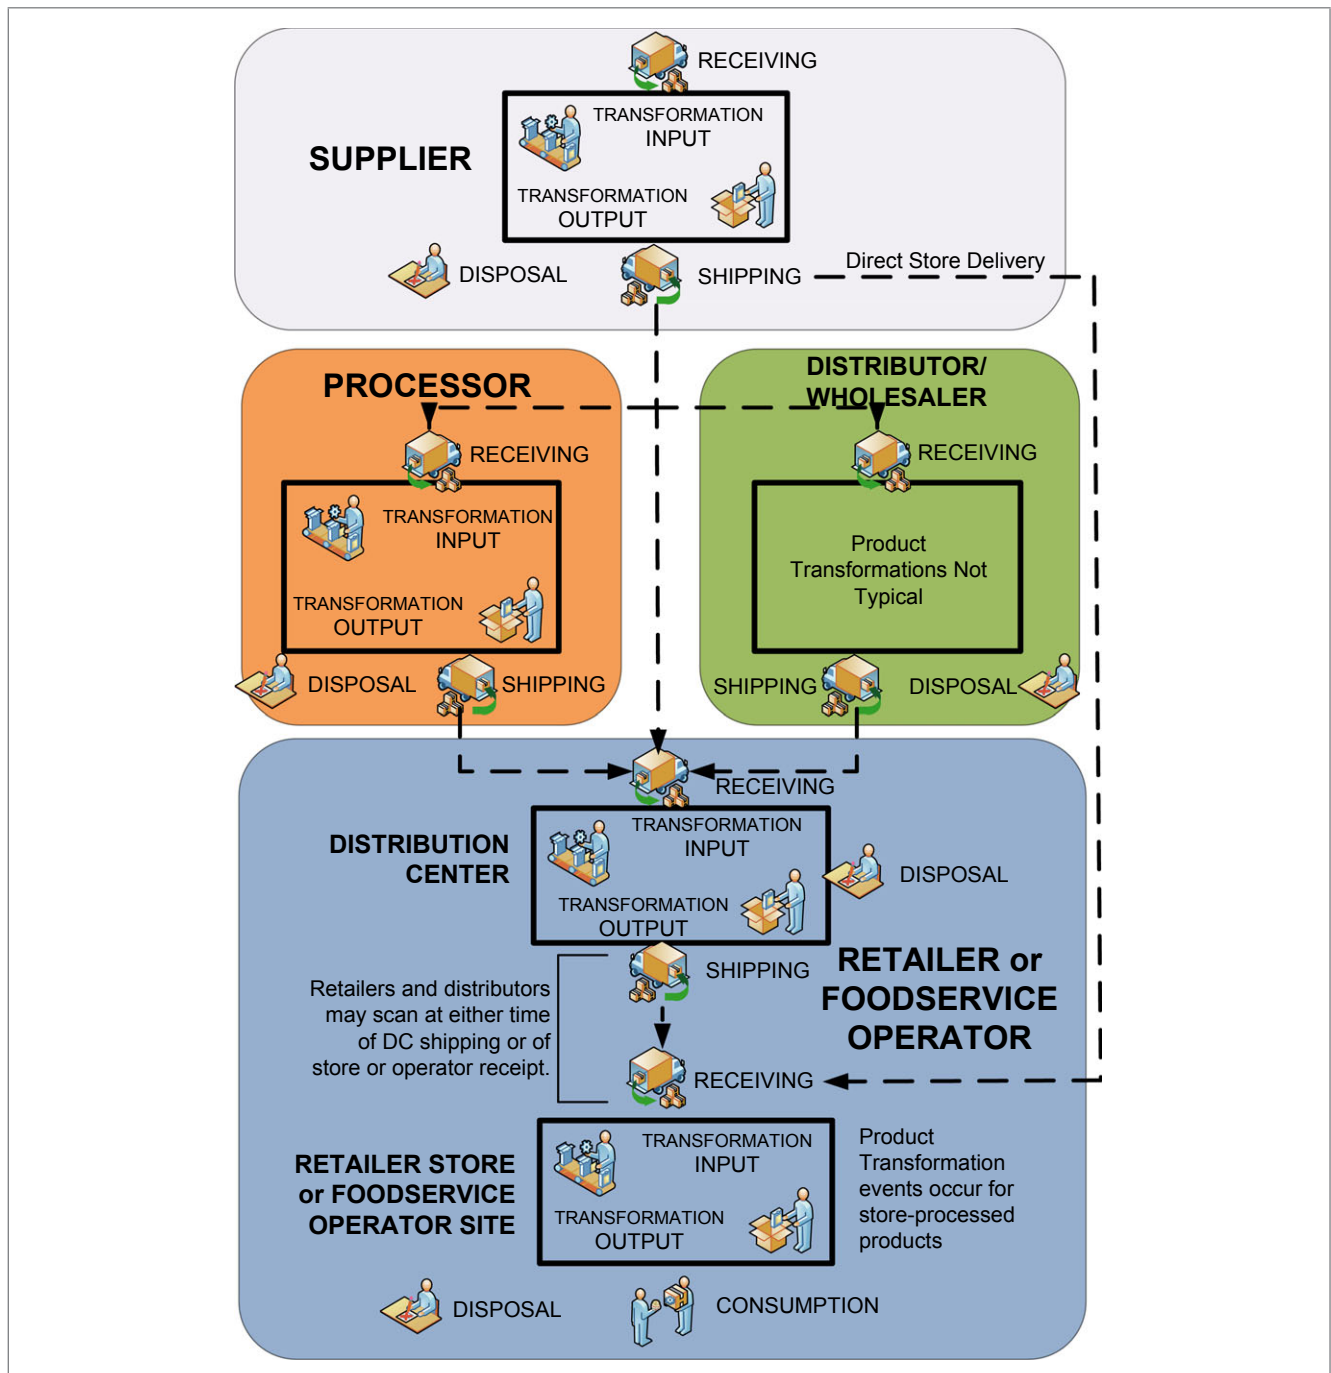 RECEIVING
TRANSFORMATION
INPUT
SUPPLIER
TRANSFORMATION
OUTPUT
DISPOSAL
SHIPPING
Direct Store Delivery
PROCESSOR
RECEIVING
TRANSFORMATION
INPUT
TRANSFORMATION
OUTPUT
DISPOSAL
SHIPPING
DISTRIBUTOR/
WHOLESALER
RECEIVING
Product
Transformations Not
Typical
SHIPPING
DISPOSAL
RECEIVING
DISTRIBUTION
CENTER
TRANSFORMATION
INPUT
TRANSFORMATION
OUTPUT
DISPOSAL
SHIPPING
RETAILER or
FOODSERVICE
OPERATOR
Retailers and distributors
may scan at either time
of DC shipping or of
store or operator receipt.
RECEIVING
RETAILER STORE
or FOODSERVICE
OPERATOR SITE
TRANSFORMATION
INPUT
TRANSFORMATION
OUTPUT
Product
Transformation
events occur for
store-processed
products
DISPOSAL
CONSUMPTION